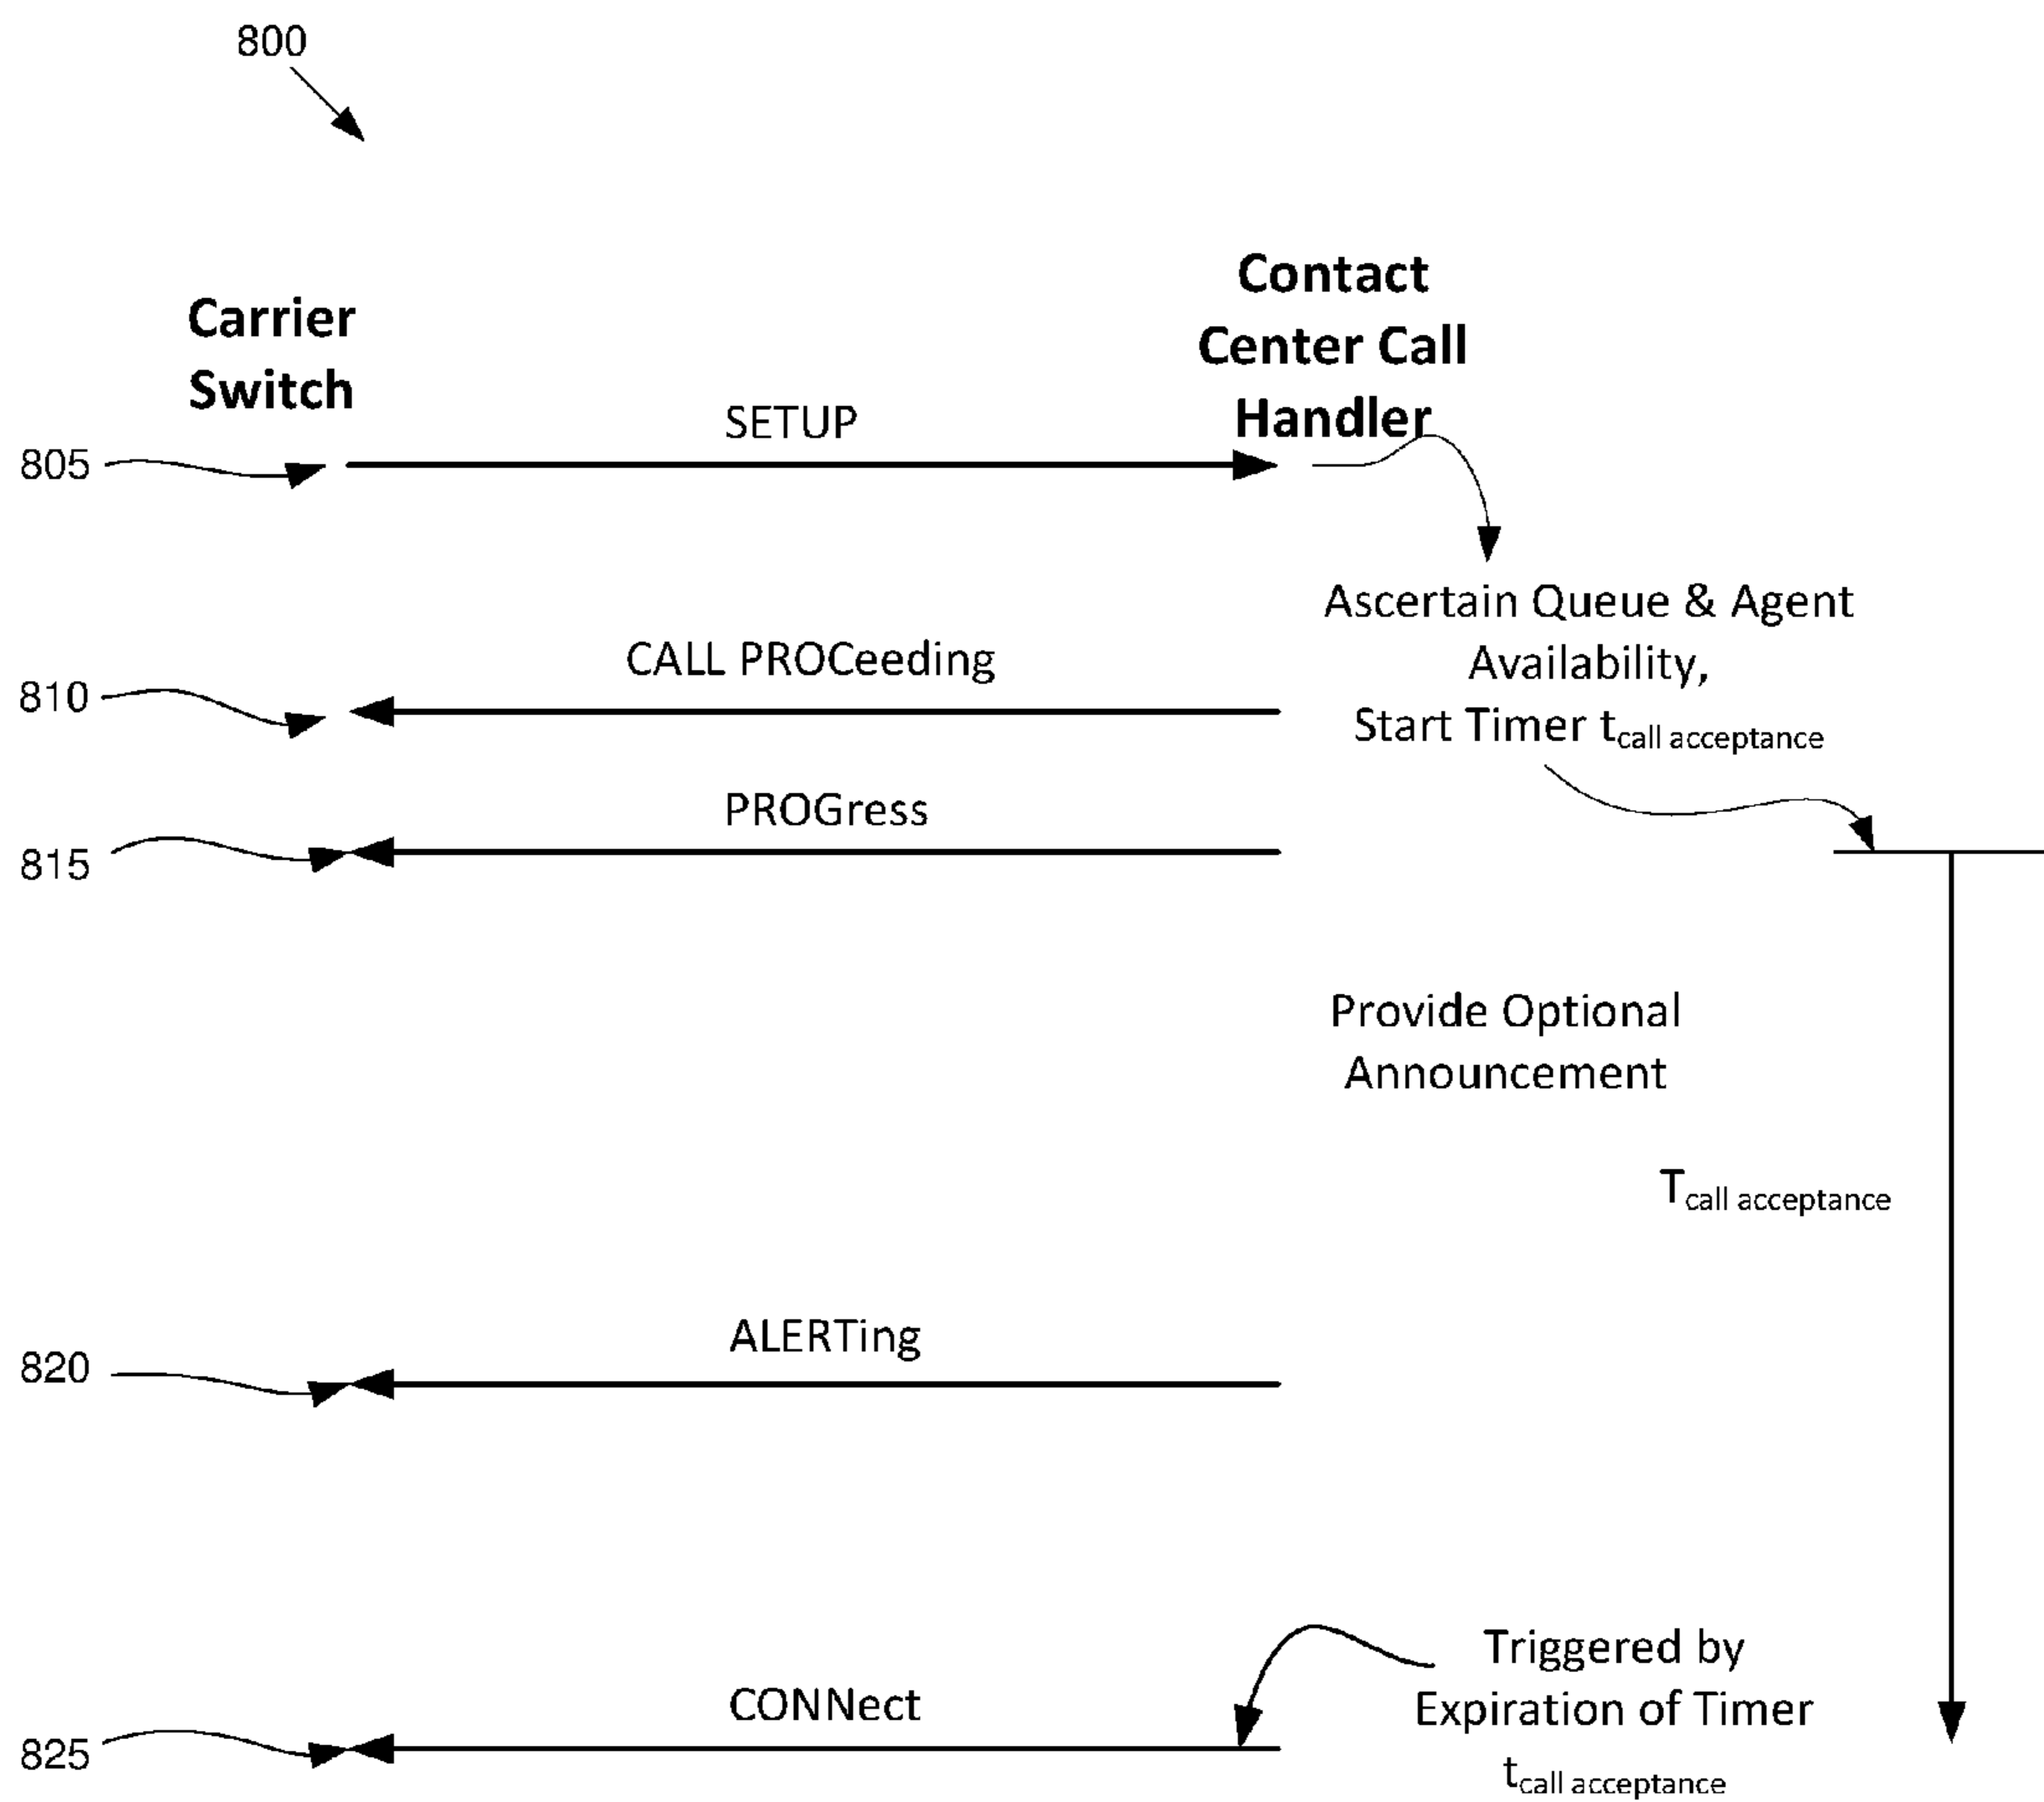 800
Carrier
Switch
Contact
Center Call
Handler
805
SETUP
Ascertain Queue & Agent
Availability,
Start Timer tcall acceptance
810
CALL PROCeeding
815
PROGress
Provide Optional
Announcement
Tcall acceptance
820
ALERTing
825
CONNect
Triggered by
Expiration of Timer
tcall acceptance